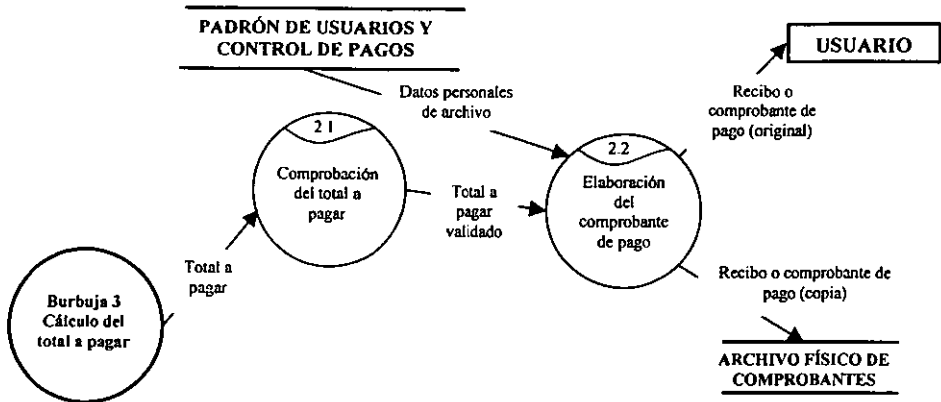 PADRÓN DE USUARIOS Y
CONTROL DE PAGOS
USUARIO
Datos personales
de archivo
Recibo o
comprobante de
pago (original)
2 1
Comprobación
del total a
pagar
2.2
Elaboración
del
comprobante
de pago
Total a
pagar
validado
Total a
pagar
Burbuja 3
Cálculo del
total a pagar
Recibo o comprobante de
pago (copia)
ARCHIVO FÍSICO DE
COMPROBANTES